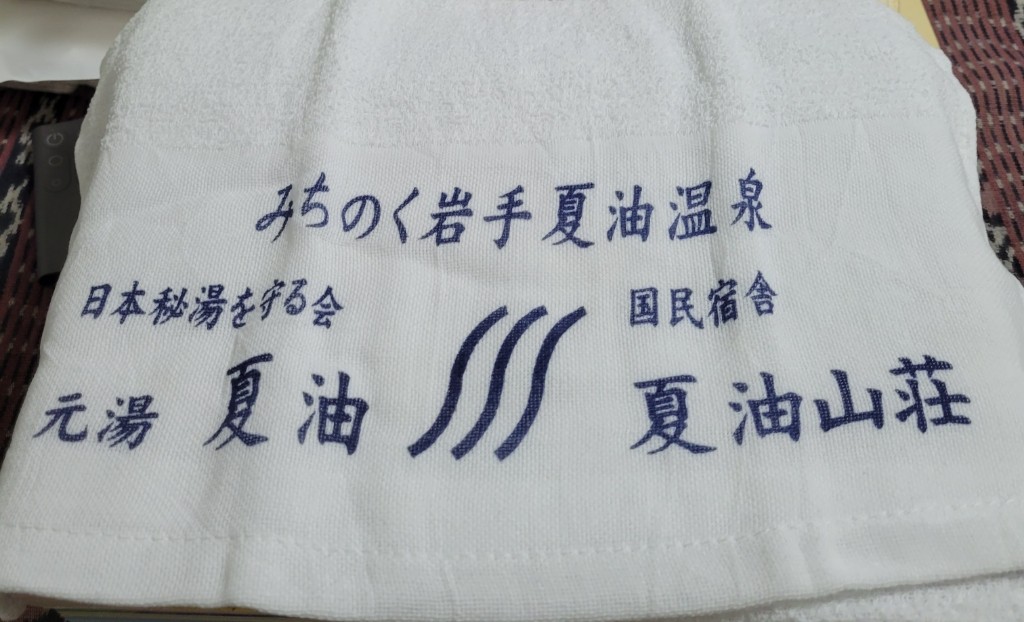 みちのく岩手夏油温泉
日本秘湯を守る会
元湯 夏油
国民宿舎
夏油山荘